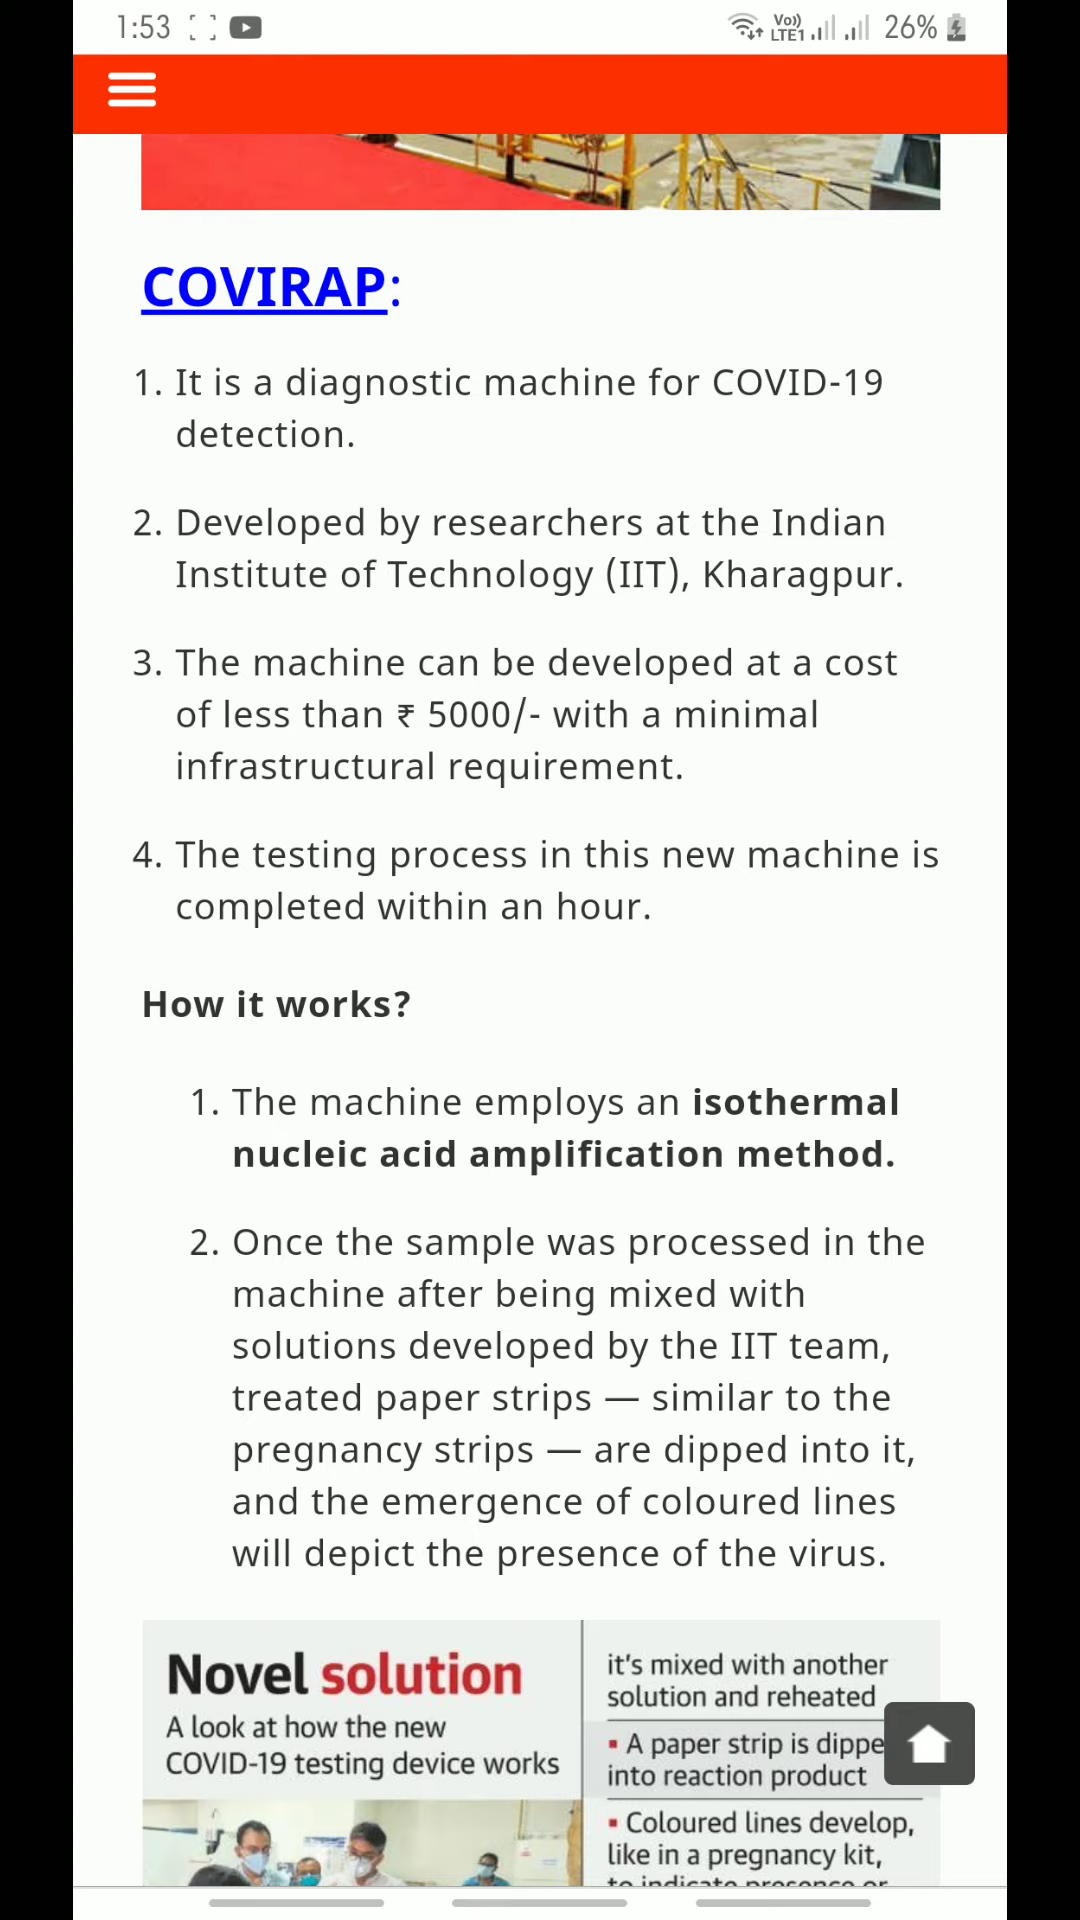 1:53
Vo)) LTE1
26%
COVIRAP:
1. It is a diagnostic machine for COVID-19
detection.
2. Developed by researchers at the Indian
Institute of Technology (IIT), Kharagpur.
3. The machine can be developed at a cost
of less than ₹ 5000/- with a minimal
infrastructural requirement.
4. The testing process in this new machine is
completed within an hour.
How it works?
1. The machine employs an isothermal
nucleic acid amplification method.
2. Once the sample was processed in the
machine after being mixed with
solutions developed by the IIT team,
treated paper strips — similar to the
pregnancy strips — are dipped into it,
and the emergence of coloured lines
will depict the presence of the virus.
Novel solution
A look at how the new
COVID-19 testing device works
it's mixed with another
solution and reheated
▪ A paper strip is dippe
into reaction product
▪ Coloured lines develop,
like in a pregnancy kit,
to indicate presence or